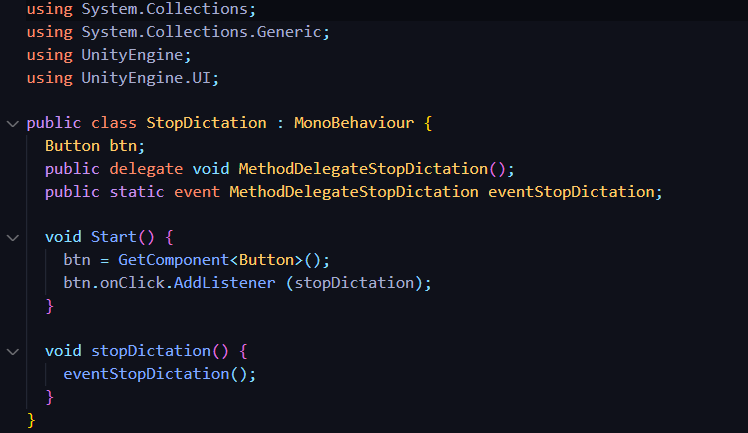 using System.Collections;
using System.Collections.Generic;
using UnityEngine;
using UnityEngine.UI;
public class StopDictation : MonoBehaviour {
Button btn;
public delegate void MethodDelegateStopDictation();
public static event MethodDelegateStopDictation eventStopDictation;
void Start() {
btn = GetComponent<Button>();
btn.onClick.AddListener (stopDictation);
}
void stopDictation() {
eventStopDictation();
}
}